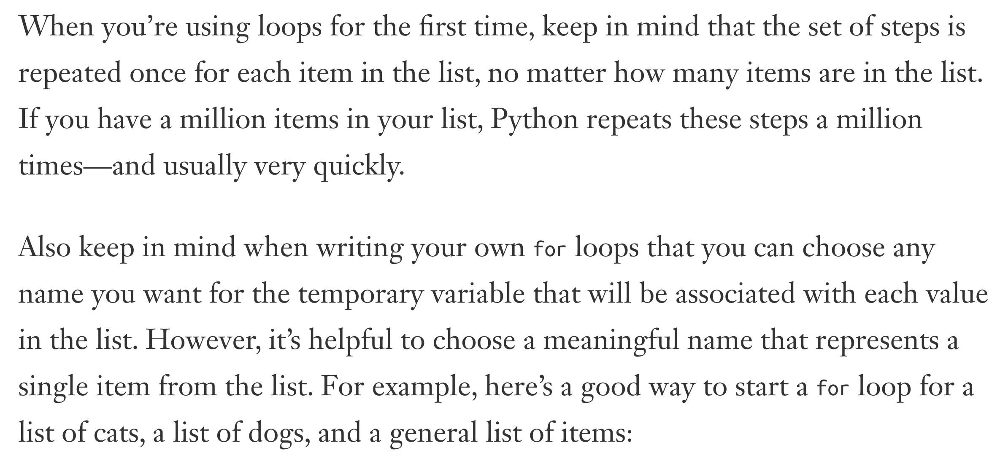 When you’re using loops for the first time, keep in mind that the set of steps is
repeated once for each item in the list, no matter how many items are in the list.
If you have a million items in your list, Python repeats these steps a million
times—and usually very quickly.
Also keep in mind when writing your own for loops that you can choose any
name you want for the temporary variable that will be associated with each value
in the list. However, it’s helpful to choose a meaningful name that represents a
single item from the list. For example, here’s a good way to start a for loop for a
list of cats, a list of dogs, and a general list of items: